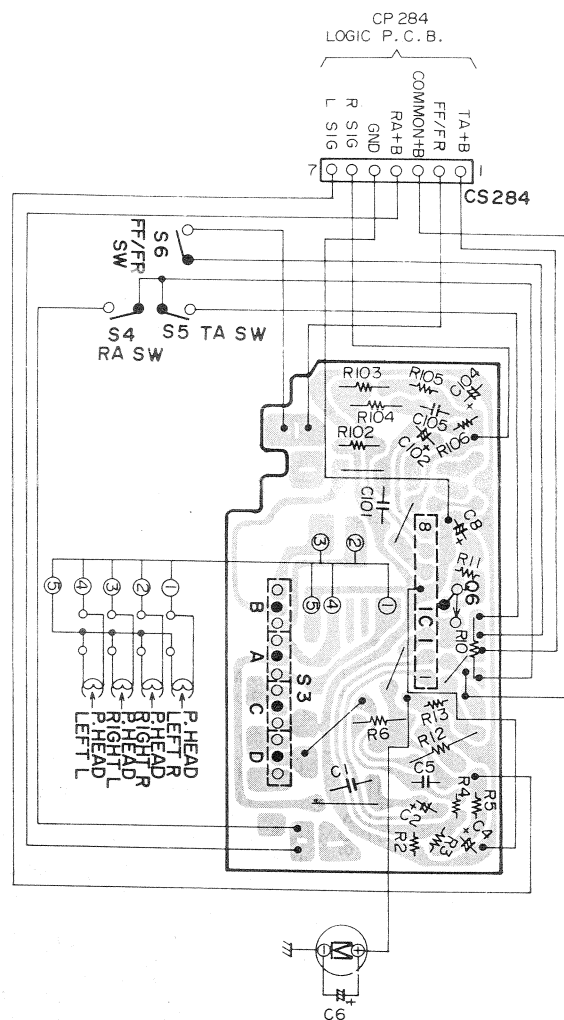 CP 284
LOGIC P.C.B.
L SIG
R SIG
GND
RA+B
COMMON+B
FF/FR
TA+B
7
1
CS284
S6
FF/FR
SW
S4
RA SW
S5 TA SW
R103
R105
C104
+
R104
C105
R106
R102
C102
+
C101
8
C8
+
3
2
R11
Q6
5
4
3
2
1
5
4
1
B
A
C
D
S3
IC 1
1
R10
R13
R6
R12
P.HEAD
LEFT R
P.HEAD
RIGHT R
P.HEAD
RIGHT L
P.HEAD
LEFT L
C1
C5
C2
+
R4
R5
R2
R3
C4
+
-
M
+
+
C6